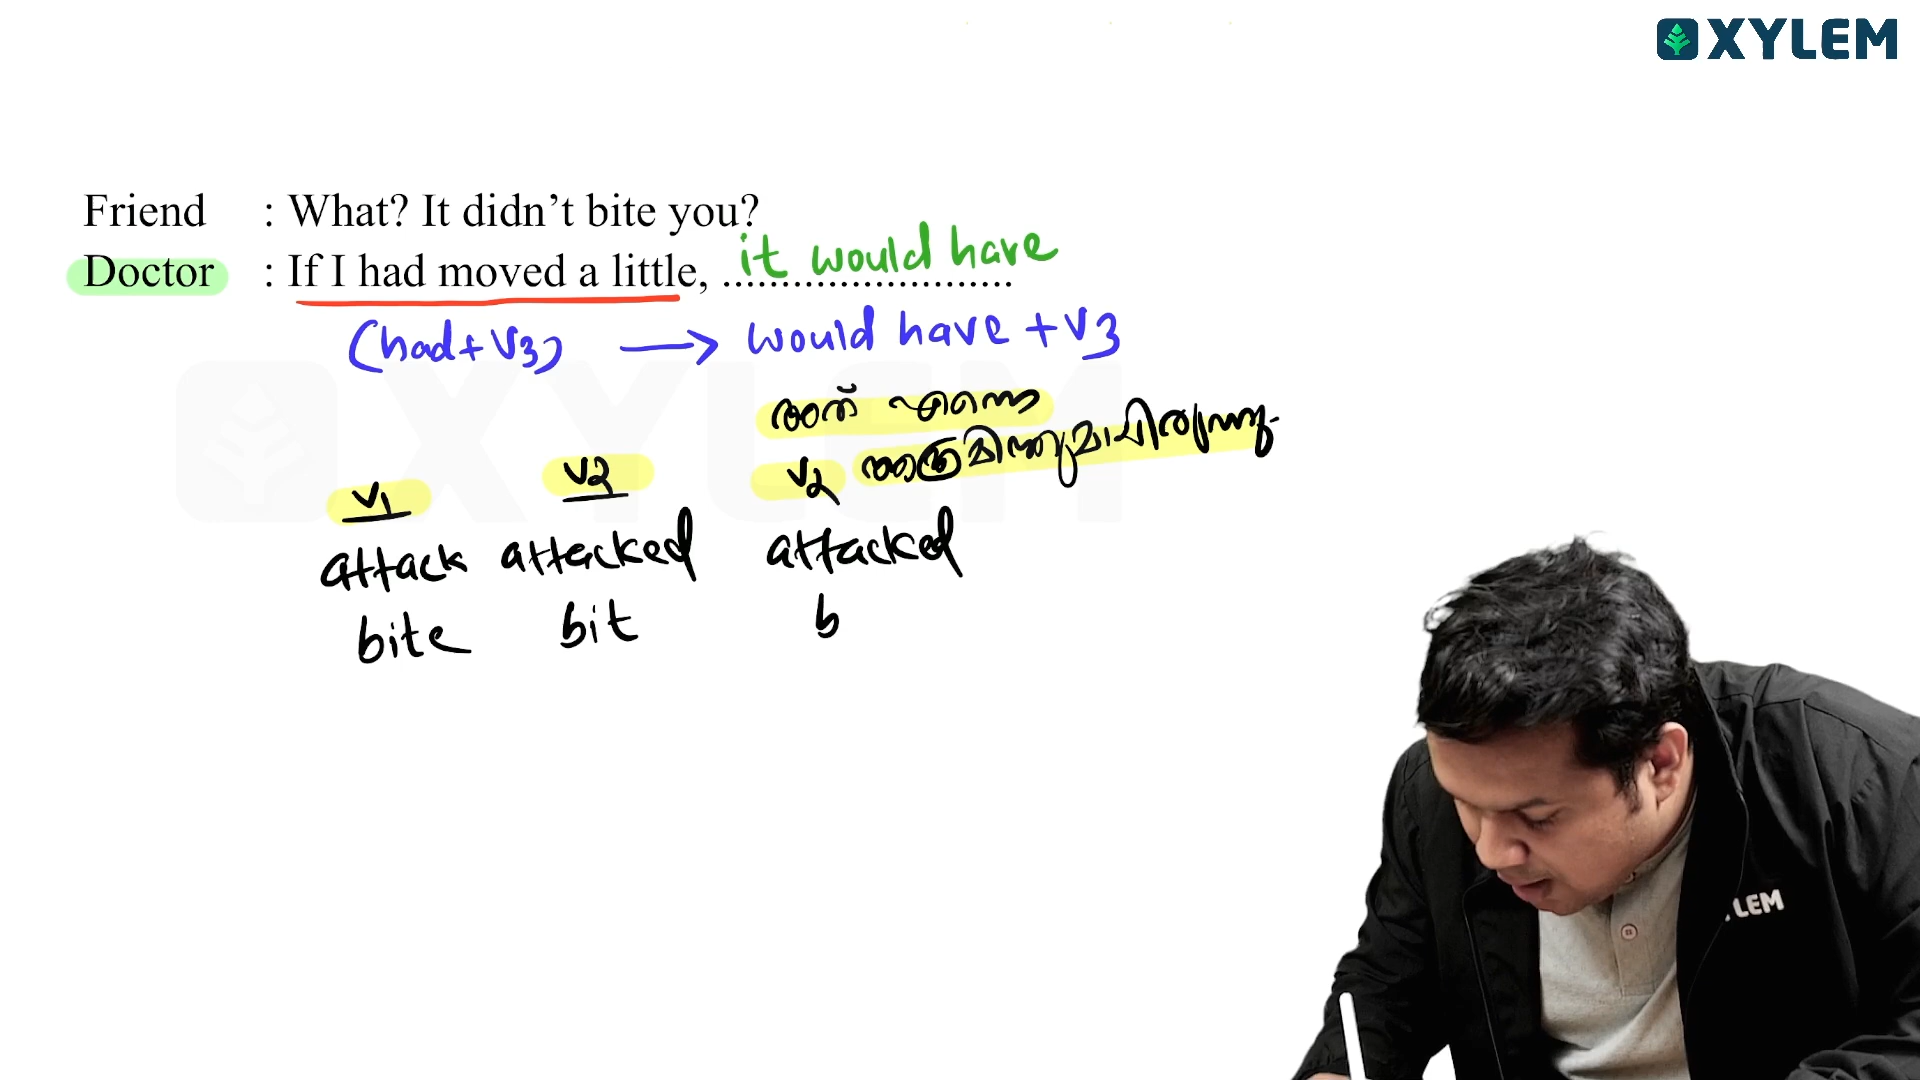 XYLEM
Friend : What? It didn't bite you?
it would have
Doctor : If I had moved a little, ........................
(had + V3) → would have + V3
അത് എന്നെ
ആക്രമിക്കുമായിരുന്നു.
V1 V2 V2
attack attacked attacked
bite bit b
XYLEM
LEM